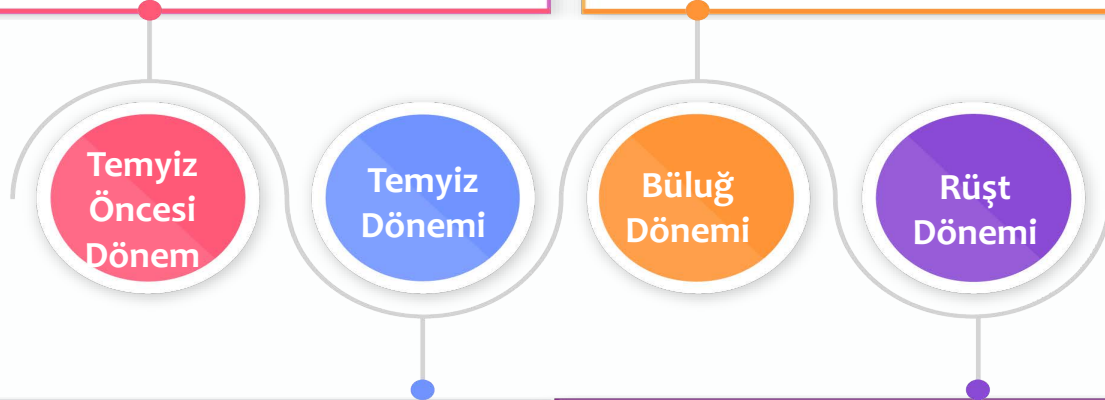 Temyiz
Öncesi
Dönem
Temyiz
Dönemi
Büluğ
Dönemi
Rüşt
Dönemi